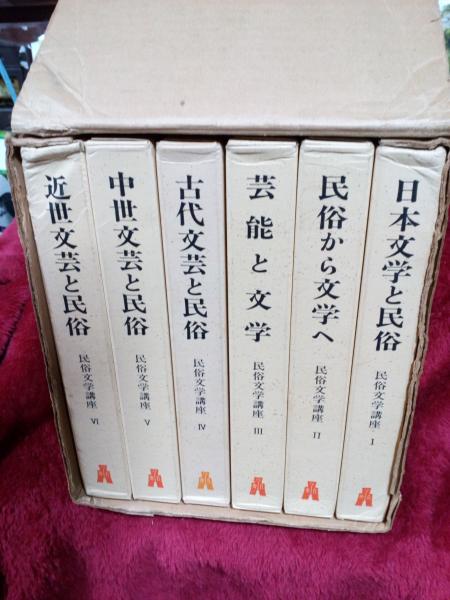 日本文学と民俗
民俗文学講座 I
民俗から文学へ
民俗文学講座 II
芸能と文学
民俗文学講座 III
古代文芸と民俗
民俗文学講座 IV
中世文芸と民俗
民俗文学講座 V
近世文芸と民俗
民俗文学講座 VI